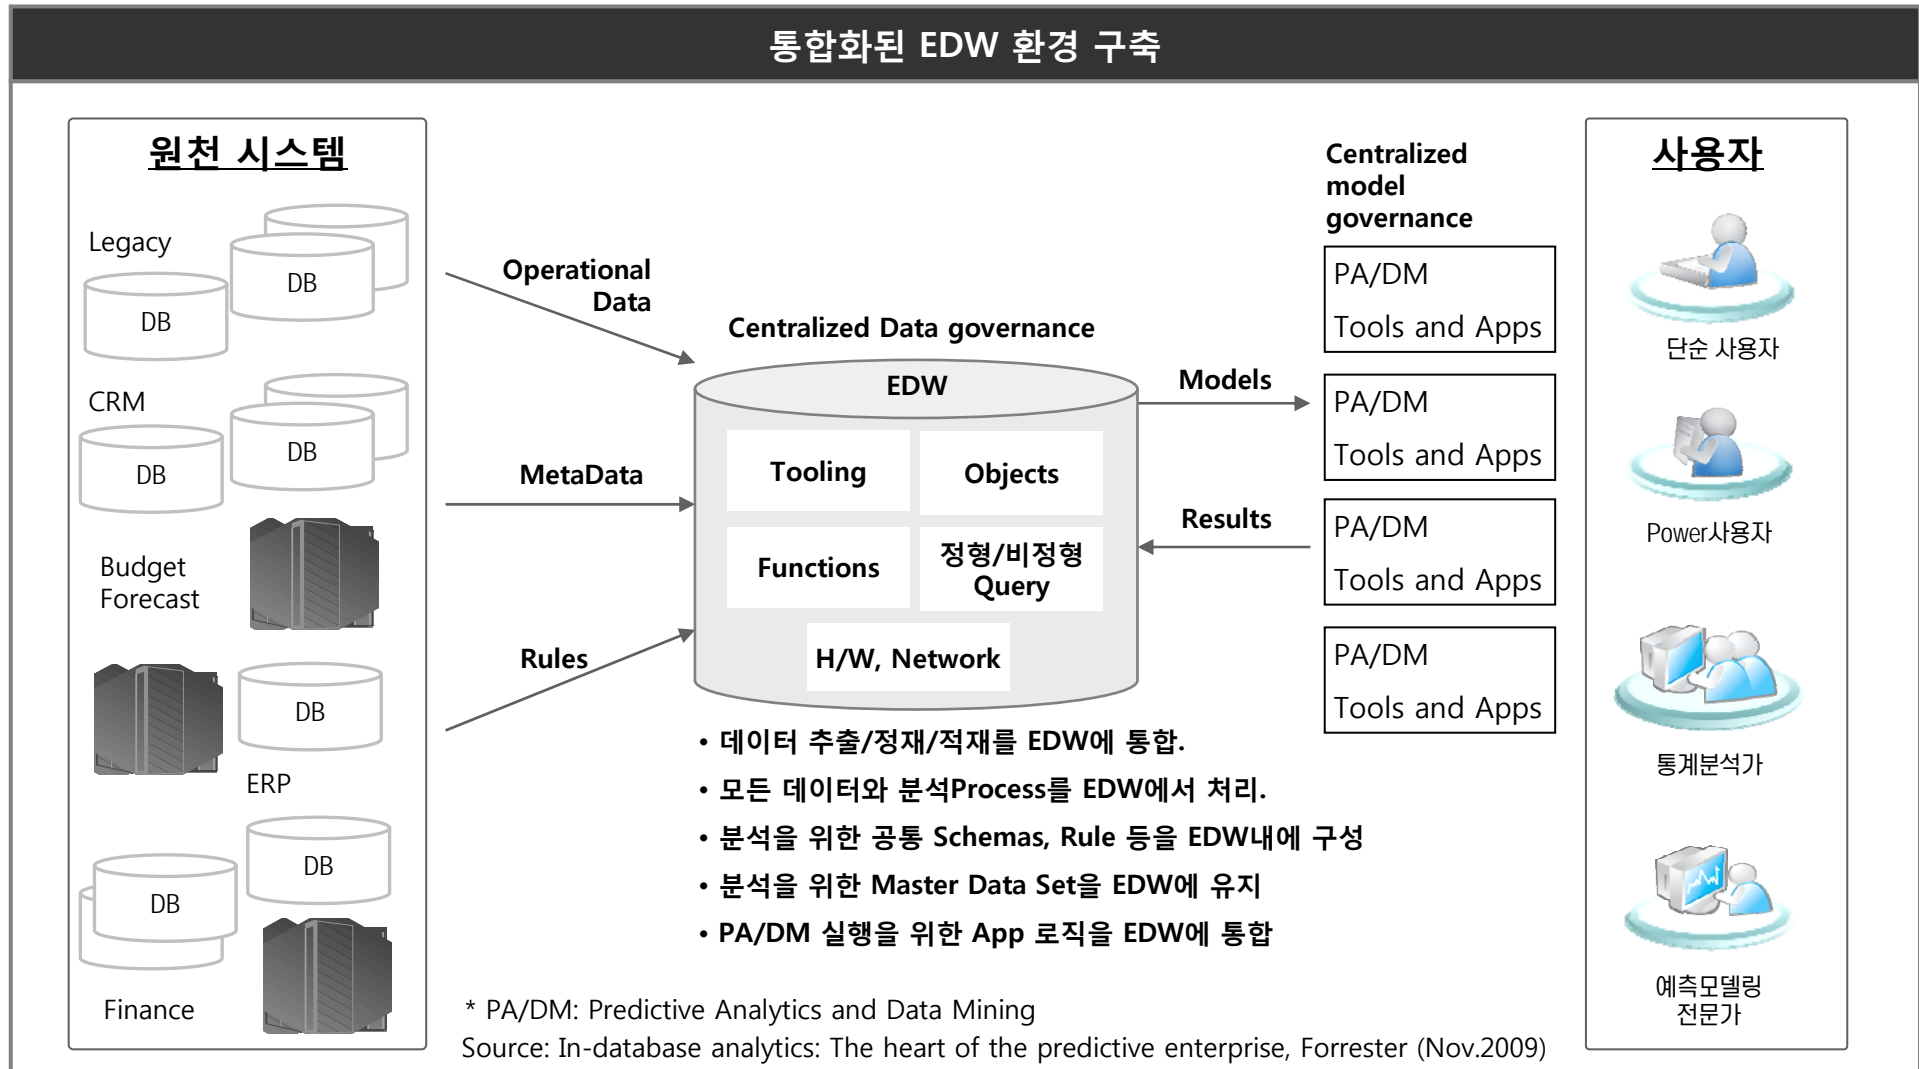 통합화된 EDW 환경 구축
원천 시스템
Legacy
DB
DB
CRM
DB
DB
Budget
Forecast
DB
ERP
DB
DB
Finance
Operational
Data
MetaData
Rules
Centralized Data governance
EDW
Tooling
Objects
Functions
정형/비정형
Query
H/W, Network
Models
Results
• 데이터 추출/정재/적재를 EDW에 통합.
• 모든 데이터와 분석Process를 EDW에서 처리.
• 분석을 위한 공통 Schemas, Rule 등을 EDW내에 구성
• 분석을 위한 Master Data Set을 EDW에 유지
• PA/DM 실행을 위한 App 로직을 EDW에 통합
Centralized
model
governance
PA/DM
Tools and Apps
PA/DM
Tools and Apps
PA/DM
Tools and Apps
PA/DM
Tools and Apps
사용자
단순 사용자
Power사용자
통계분석가
예측모델링
전문가
* PA/DM: Predictive Analytics and Data Mining
Source: In-database analytics: The heart of the predictive enterprise, Forrester (Nov.2009)